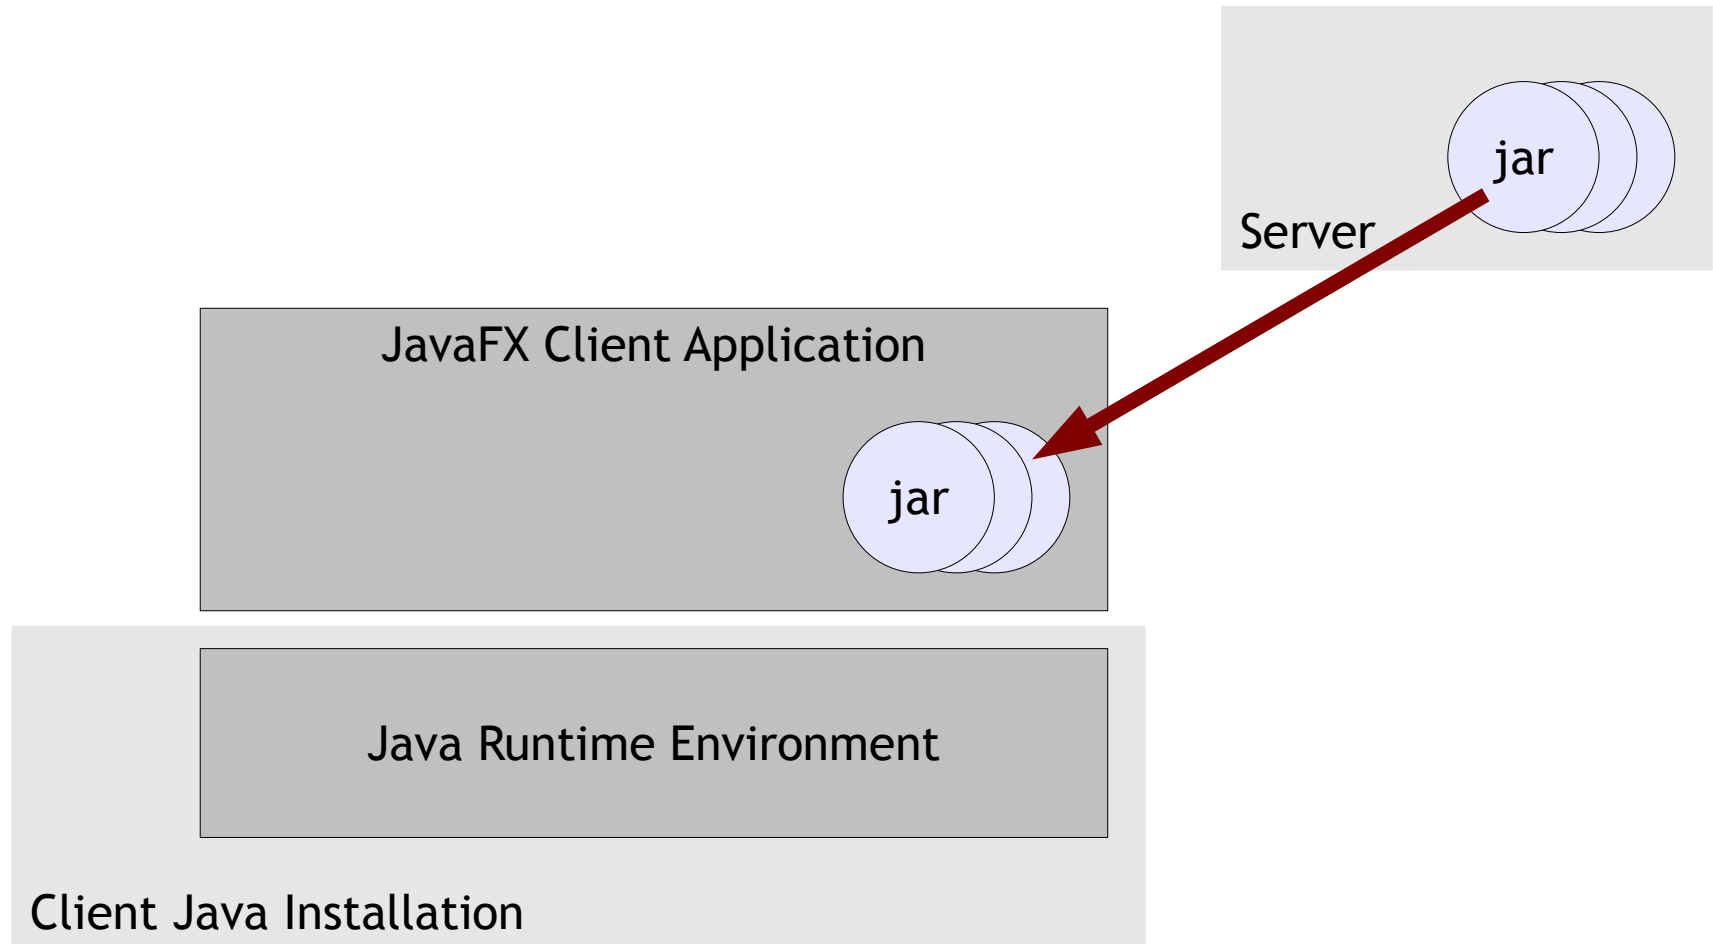 jar
Server
JavaFX Client Application
jar
Java Runtime Environment
Client Java Installation